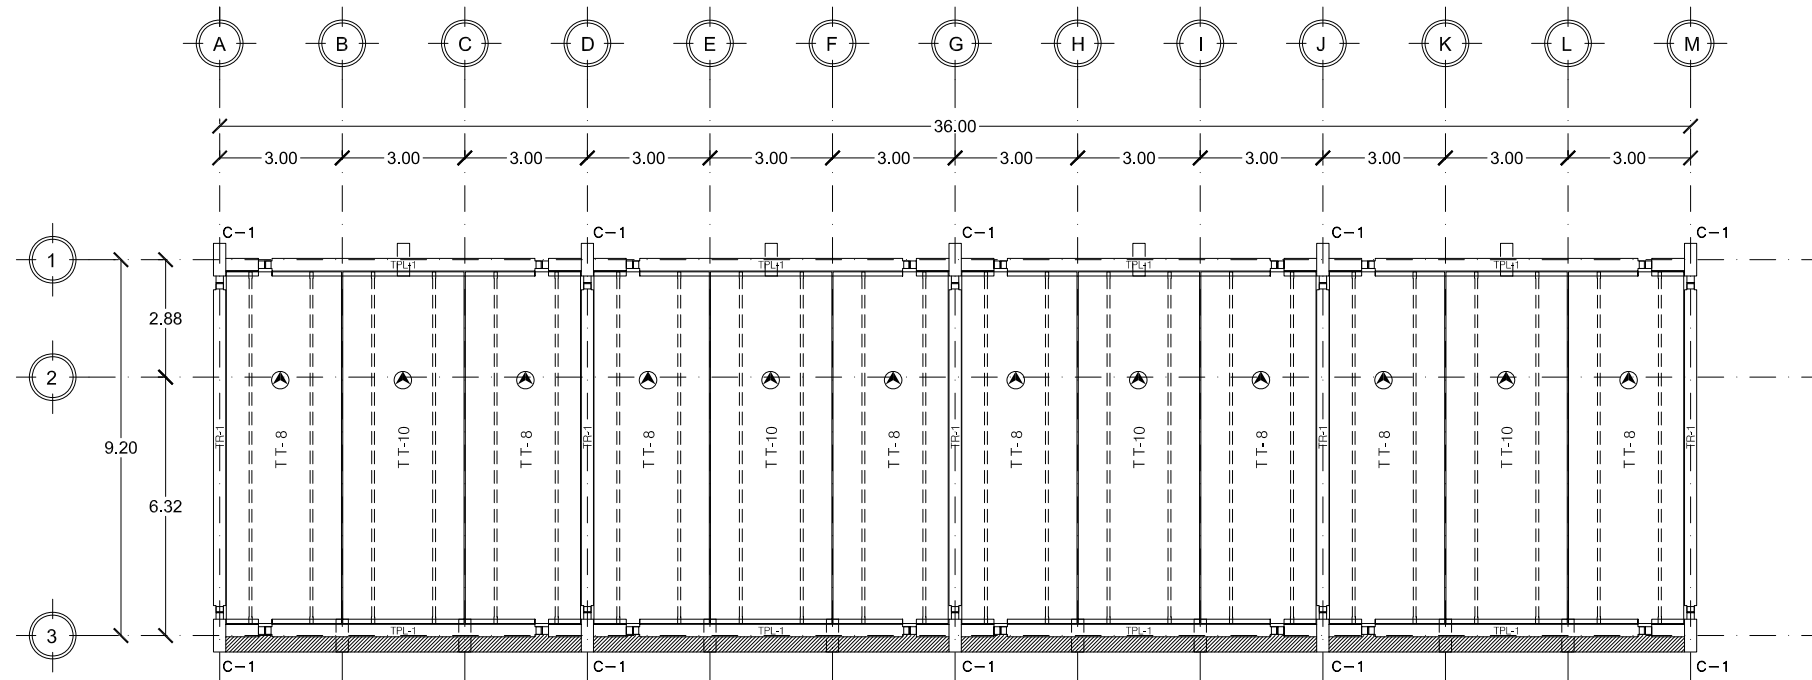 A B C D E F G H I J K L M
36.00
3.00 3.00 3.00 3.00 3.00 3.00 3.00 3.00 3.00 3.00 3.00 3.00
C-1 C-1 C-1 C-1 C-1
1
TPL-1 TPL-1 TPL-1 TPL-1
2.88
2
9.20
TR-1 TT-8 TT-10 TT-8 TR-1 TT-8 TT-10 TT-8 TR-1 TT-8 TT-10 TT-8 TR-1 TT-8 TT-10 TT-8 TR-1
6.32
3
TPL-1 TPL-1 TPL-1 TPL-1
C-1 C-1 C-1 C-1 C-1